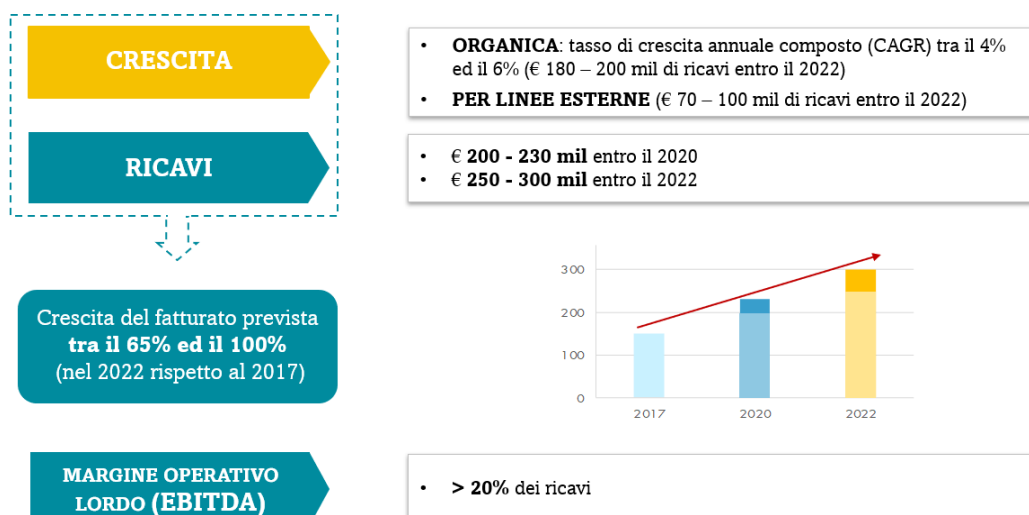 CRESCITA
• ORGANICA: tasso di crescita annuale composto (CAGR) tra il 4%
ed il 6% (€ 180 – 200 mil di ricavi entro il 2022)
• PER LINEE ESTERNE (€ 70 – 100 mil di ricavi entro il 2022)
RICAVI
• € 200 - 230 mil entro il 2020
• € 250 - 300 mil entro il 2022
Crescita del fatturato prevista
tra il 65% ed il 100%
(nel 2022 rispetto al 2017)
300
200
100
0
2017 2020 2022
MARGINE OPERATIVO
LORDO (EBITDA)
• > 20% dei ricavi